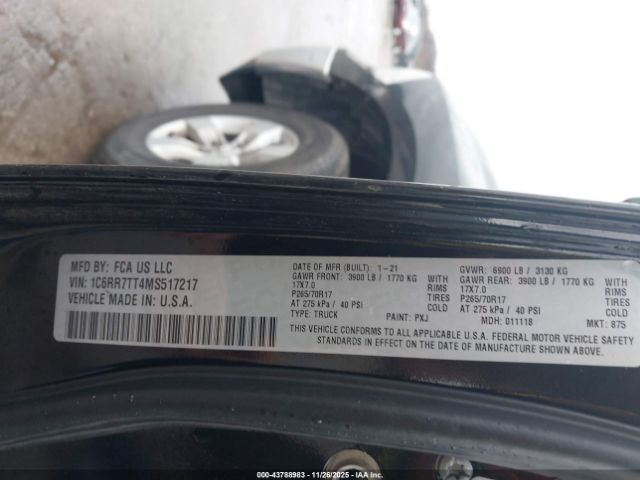 MFD BY: FCA US LLC
VIN: 1C6RR7TT4MS517217
VEHICLE MADE IN: U.S.A.
DATE OF MFR (BUILT): 1-21
GAWR FRONT: 3900 LB / 1770 KG
17X7.0 WITH
P265/70R17 RIMS
AT 275 kPa / 40 PSI TIRES COLD
TYPE: TRUCK PAINT: PXJ
GVWR: 6900 LB / 3130 KG
GAWR REAR: 3900 LB / 1770 KG
17X7.0 WITH
P265/70R17 RIMS
AT 275 kPa / 40 PSI TIRES COLD
MDH: 011118 MKT: 875
THIS VEHICLE CONFORMS TO ALL APPLICABLE U.S.A. FEDERAL MOTOR VEHICLE SAFETY
STANDARDS IN EFFECT ON THE DATE OF MANUFACTURE SHOWN ABOVE.
000-43788983 11/26/2025 IAAI.com